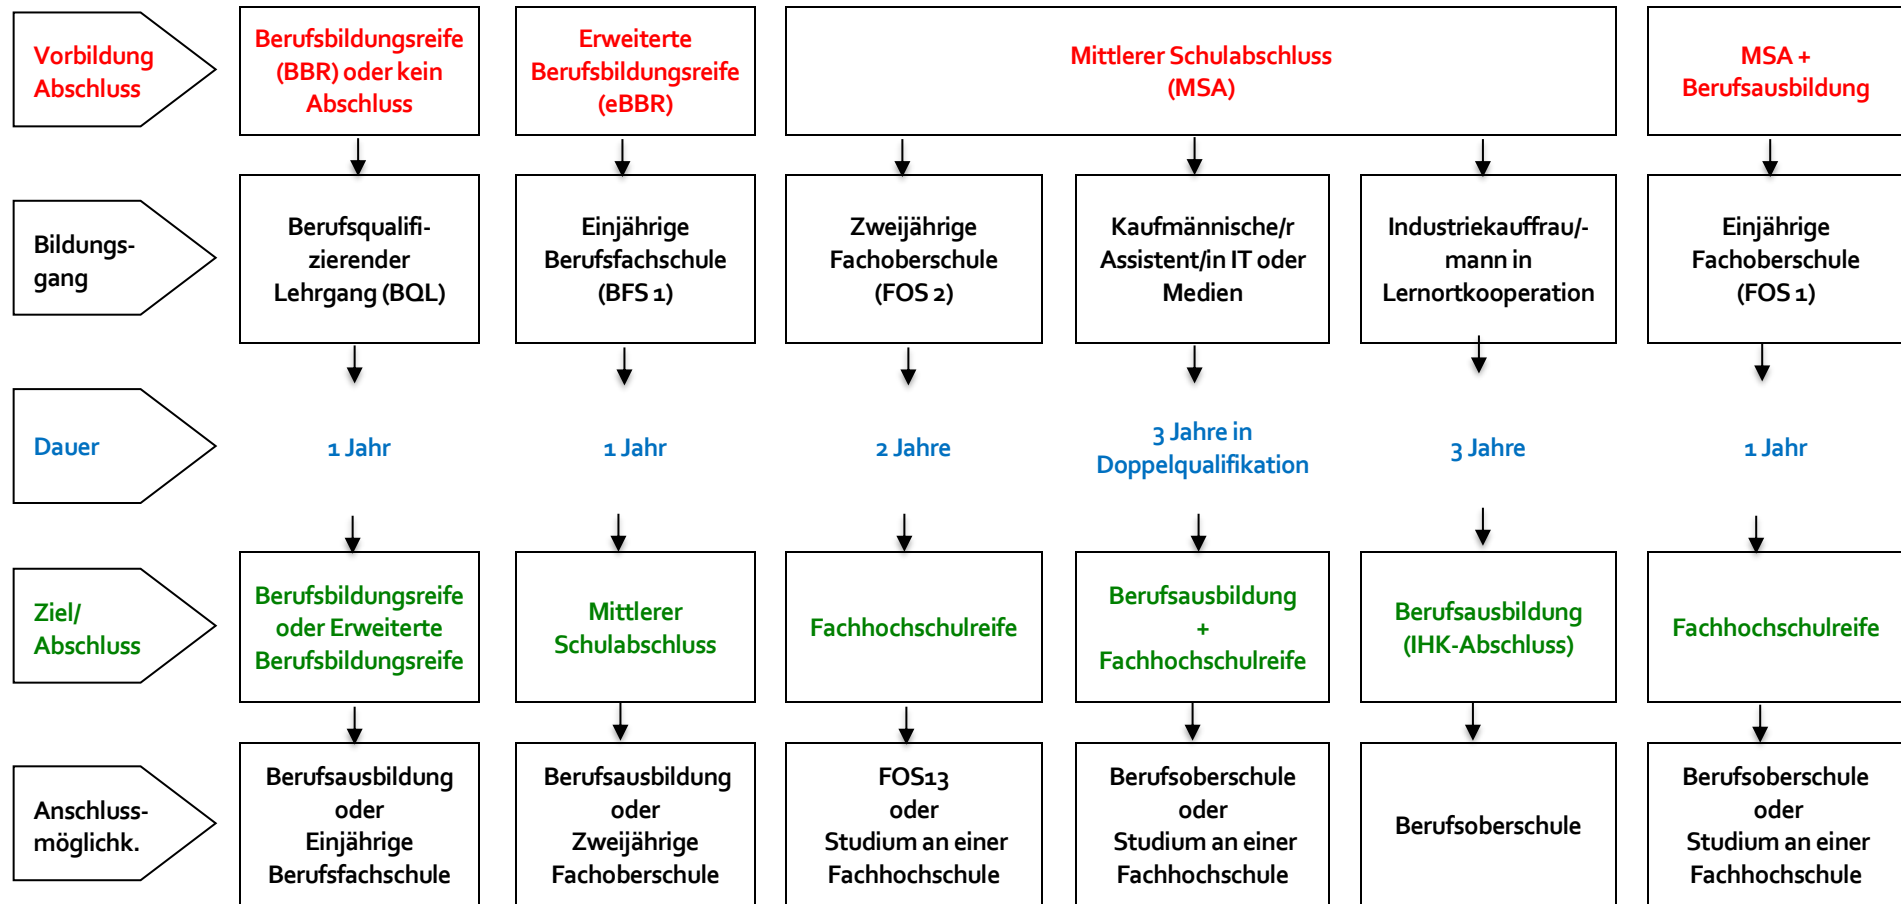 Vorbildung
Abschluss
Berufsbildungsreife
(BBR) oder kein
Abschluss
Erweiterte
Berufsbildungsreife
(eBBR)
Mittlerer Schulabschluss
(MSA)
MSA +
Berufsausbildung
Bildungs-
gang
Berufsqualifi-
zierender
Lehrgang (BQL)
Einjährige
Berufsfachschule
(BFS 1)
Zweijährige
Fachoberschule
(FOS 2)
Kaufmännische/r
Assistent/in IT oder
Medien
Industriekauffrau/-
mann in
Lernortkooperation
Einjährige
Fachoberschule
(FOS 1)
Dauer
1 Jahr
1 Jahr
2 Jahre
3 Jahre in
Doppelqualifikation
3 Jahre
1 Jahr
Ziel/
Abschluss
Berufsbildungsreife
oder Erweiterte
Berufsbildungsreife
Mittlerer
Schulabschluss
Fachhochschulreife
Berufsausbildung
+
Fachhochschulreife
Berufsausbildung
(IHK-Abschluss)
Fachhochschulreife
Anschluss-
möglichk.
Berufsausbildung
oder
Einjährige
Berufsfachschule
Berufsausbildung
oder
Zweijährige
Fachoberschule
FOS13
oder
Studium an einer
Fachhochschule
Berufsoberschule
oder
Studium an einer
Fachhochschule
Berufsoberschule
Berufsoberschule
oder
Studium an einer
Fachhochschule